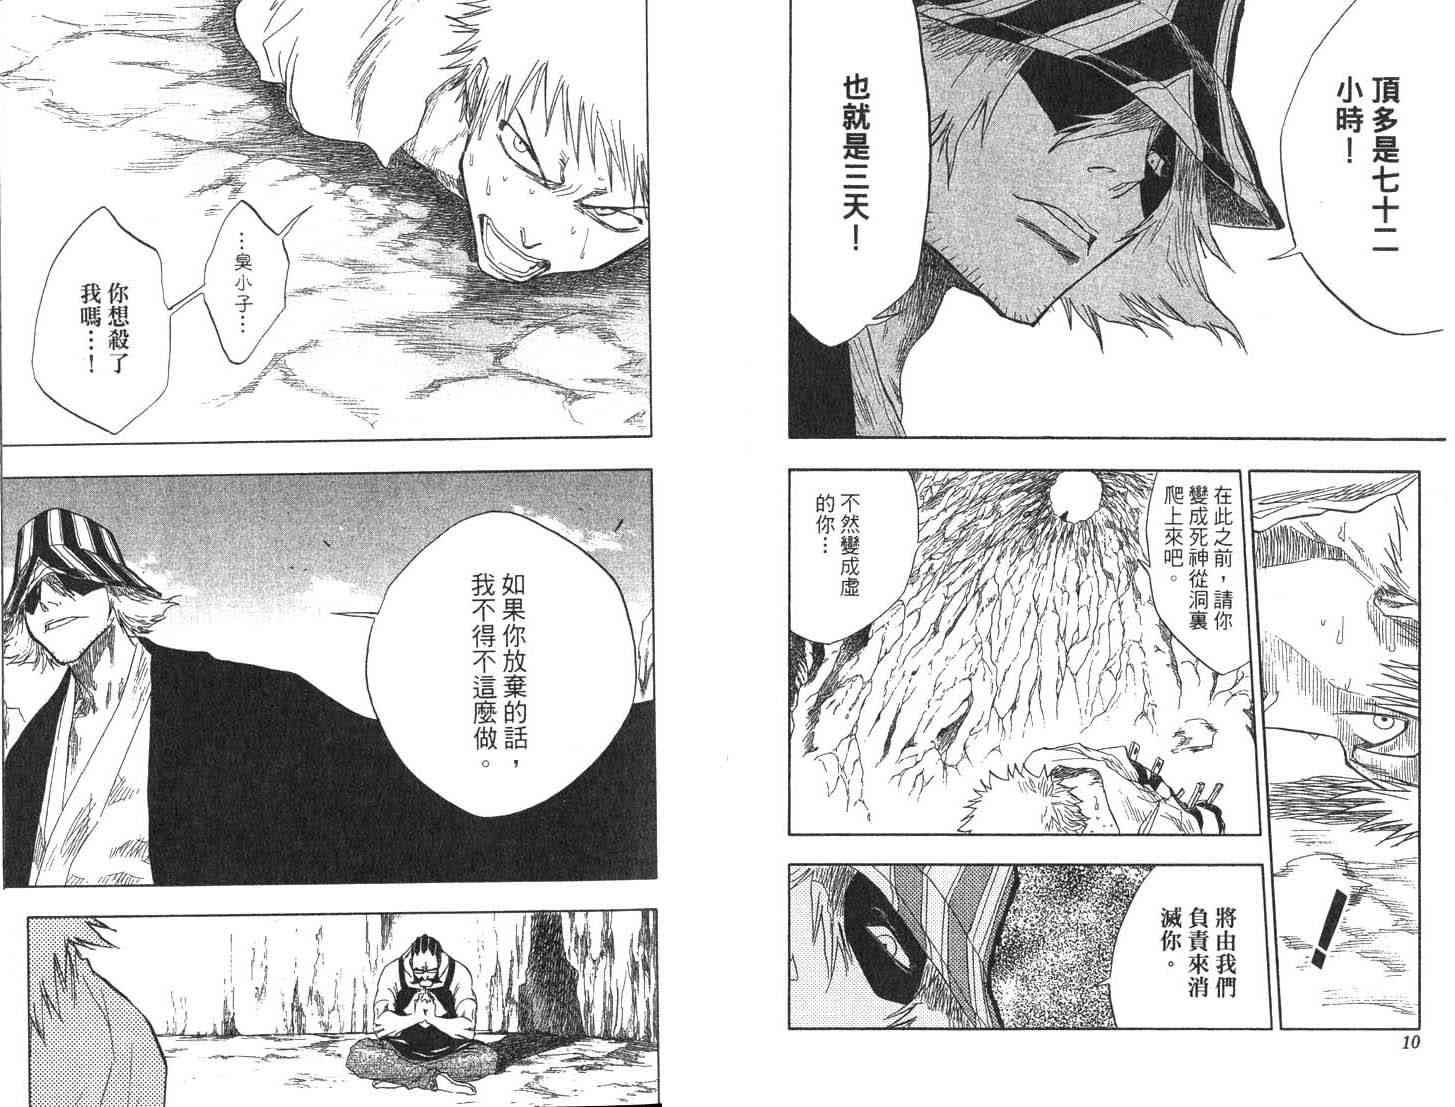 頂多是七十二
小時！
也就是三天！
在此之前，請你
變成死神從洞裏
爬上來吧。
不然變成虛
的你…
將由我們
負責來消
滅你。
10
…臭小子…
你想殺了
我嗎…！
如果你放棄的話，
我不得不這麼做。